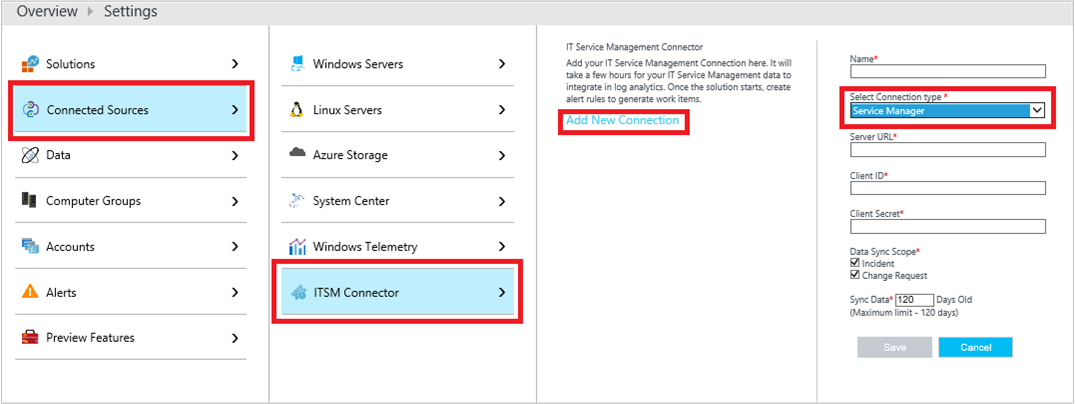 Overview Settings
Solutions
Connected Sources
Data
Computer Groups
Accounts
Alerts
Preview Features
Windows Servers
Linux Servers
Azure Storage
System Center
Windows Telemetry
ITSM Connector
IT Service Management Connector
Add your IT Service Management Connection here. It will
take a few hours for your IT Service Management data to
integrate in log analytics. Once the solution starts, create
alert rules to generate work items.
Add New Connection
Name*
Select Connection type *
Service Manager
Server URL*
Client ID*
Client Secret*
Data Sync Scope*
Incident
Change Request
Sync Data* 120 Days Old
(Maximum limit - 120 days)
Save Cancel